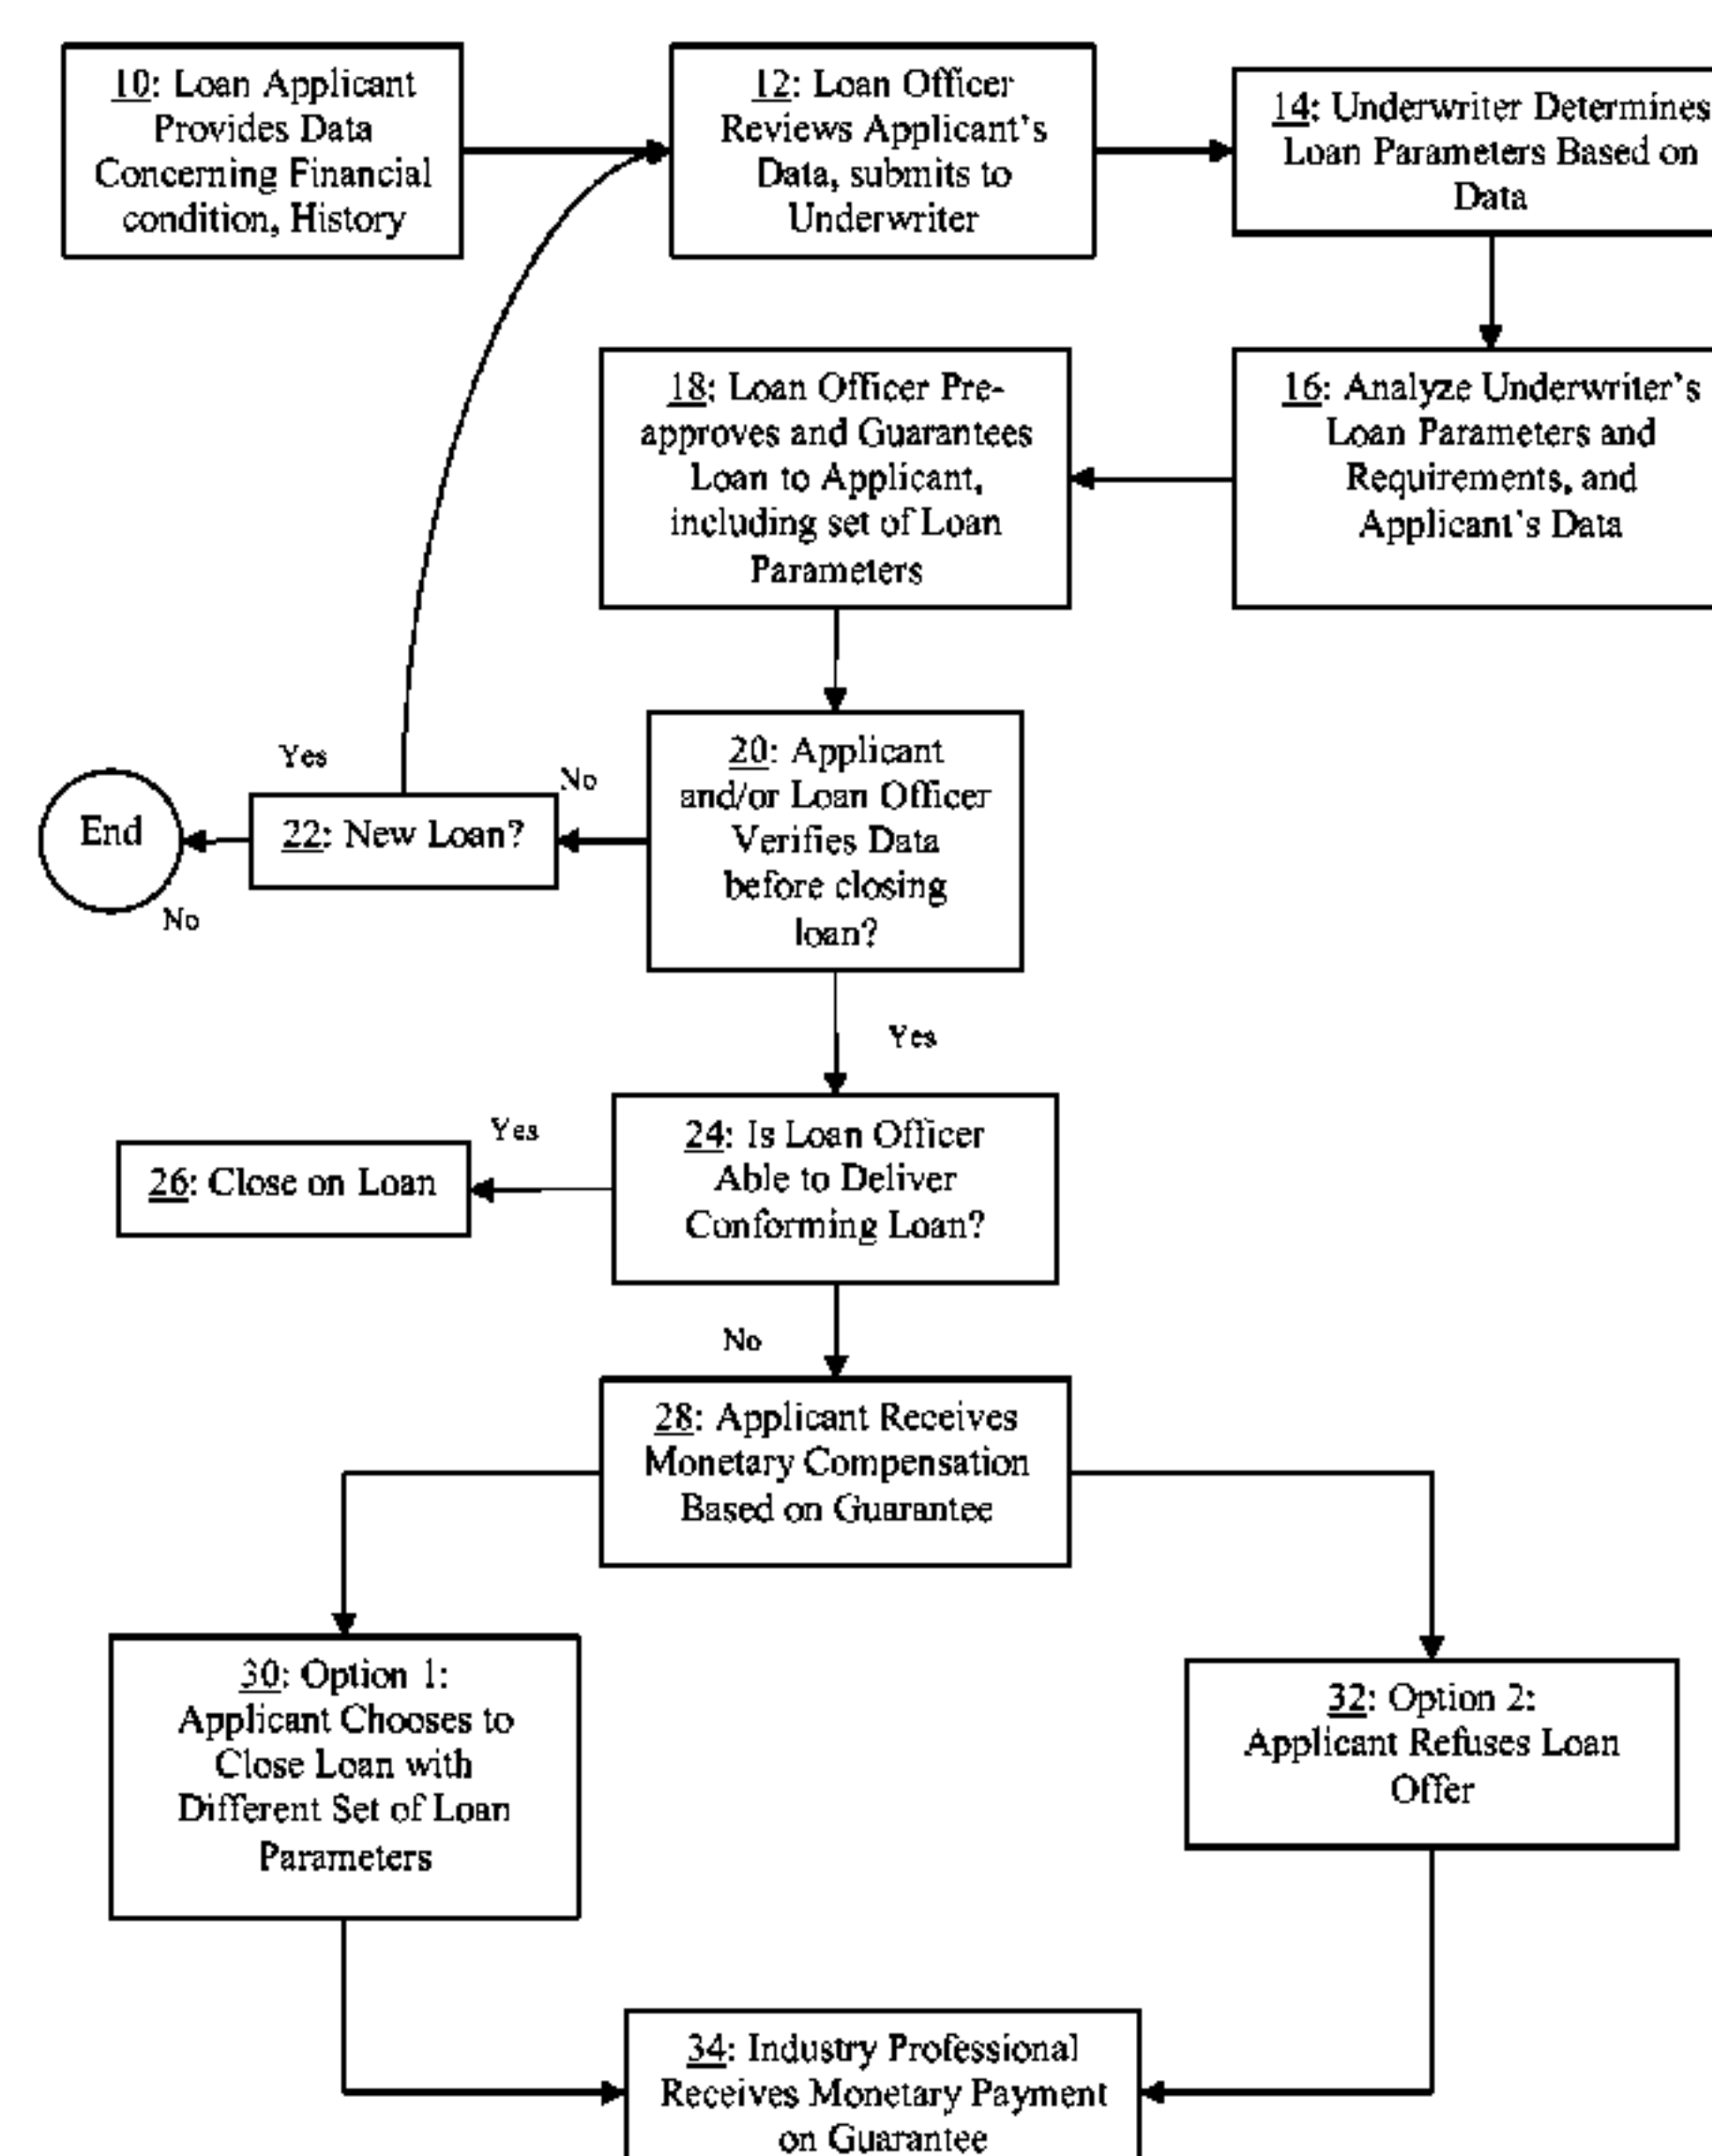 10: Loan Applicant
Provides Data
Concerning Financial
condition, History
12: Loan Officer
Reviews Applicant's
Data, submits to
Underwriter
14: Underwriter Determines
Loan Parameters Based on
Data
16: Analyze Underwriter's
Loan Parameters and
Requirements, and
Applicant's Data
18: Loan Officer Pre-
approves and Guarantees
Loan to Applicant,
including set of Loan
Parameters
20: Applicant
and/or Loan Officer
Verifies Data
before closing
loan?
No
Yes
22: New Loan?
End
No
Yes
24: Is Loan Officer
Able to Deliver
Conforming Loan?
Yes
26: Close on Loan
No
28: Applicant Receives
Monetary Compensation
Based on Guarantee
30: Option 1:
Applicant Chooses to
Close Loan with
Different Set of Loan
Parameters
32: Option 2:
Applicant Refuses Loan
Offer
34: Industry Professional
Receives Monetary Payment
on Guarantee